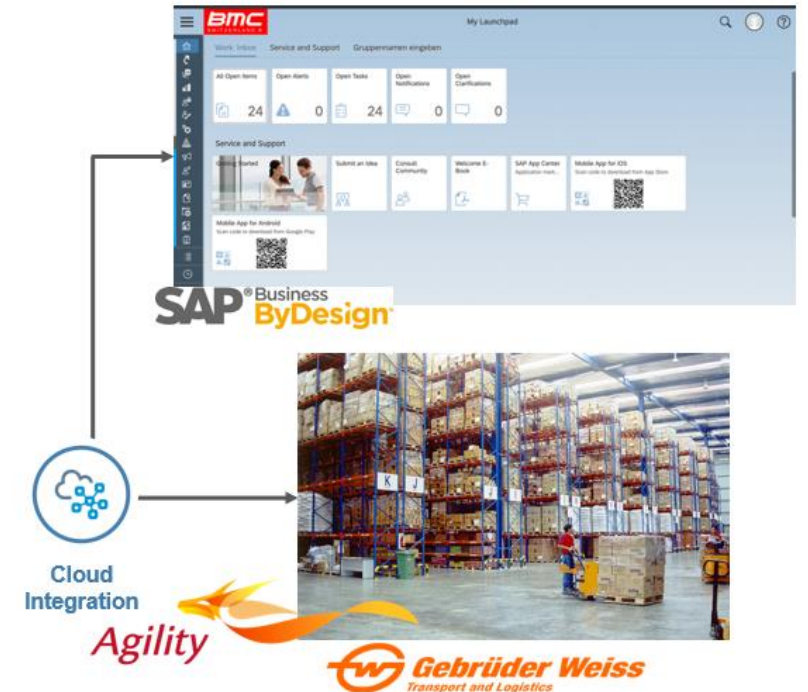 BMC
SWITZERLAND
My Launchpad
Work Inbox Service and Support Gruppennamen eingeben
All Open Items
24
Open Alerts
0
Open Tasks
24
Open Notifications
0
Open Clarifications
0
Service and Support
Getting Started
Submit an Idea
Consult Community
Welcome E-Book
SAP App Center
Application mark...
Mobile App for iOS
Scan code to download from App Store
Mobile App for Android
Scan code to download from Google Play
SAP® Business
ByDesign
K J
Cloud
Integration
Agility
Gebrüder Weiss
Transport and Logistics